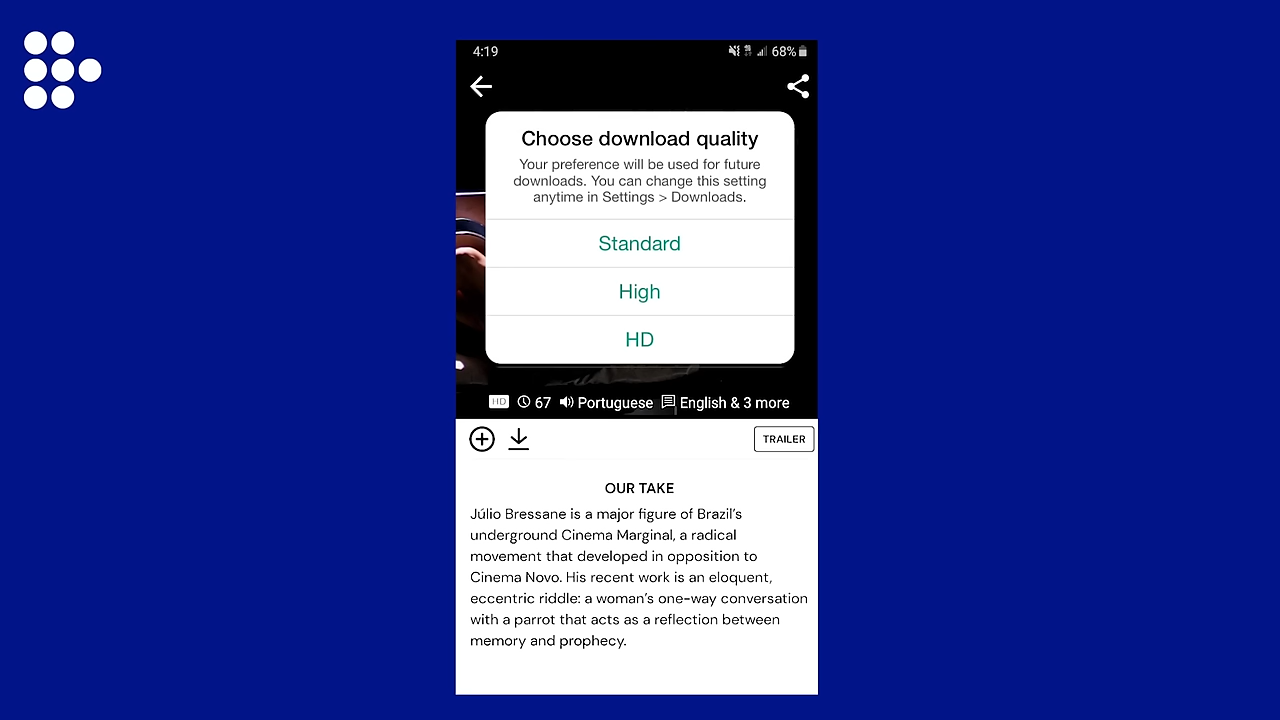 4:19
68%
Choose download quality
Your preference will be used for future
downloads. You can change this setting
anytime in Settings > Downloads.
Standard
High
HD
HD 67 Portuguese English & 3 more
TRAILER
OUR TAKE
Júlio Bressane is a major figure of Brazil's
underground Cinema Marginal, a radical
movement that developed in opposition to
Cinema Novo. His recent work is an eloquent,
eccentric riddle: a woman's one-way conversation
with a parrot that acts as a reflection between
memory and prophecy.